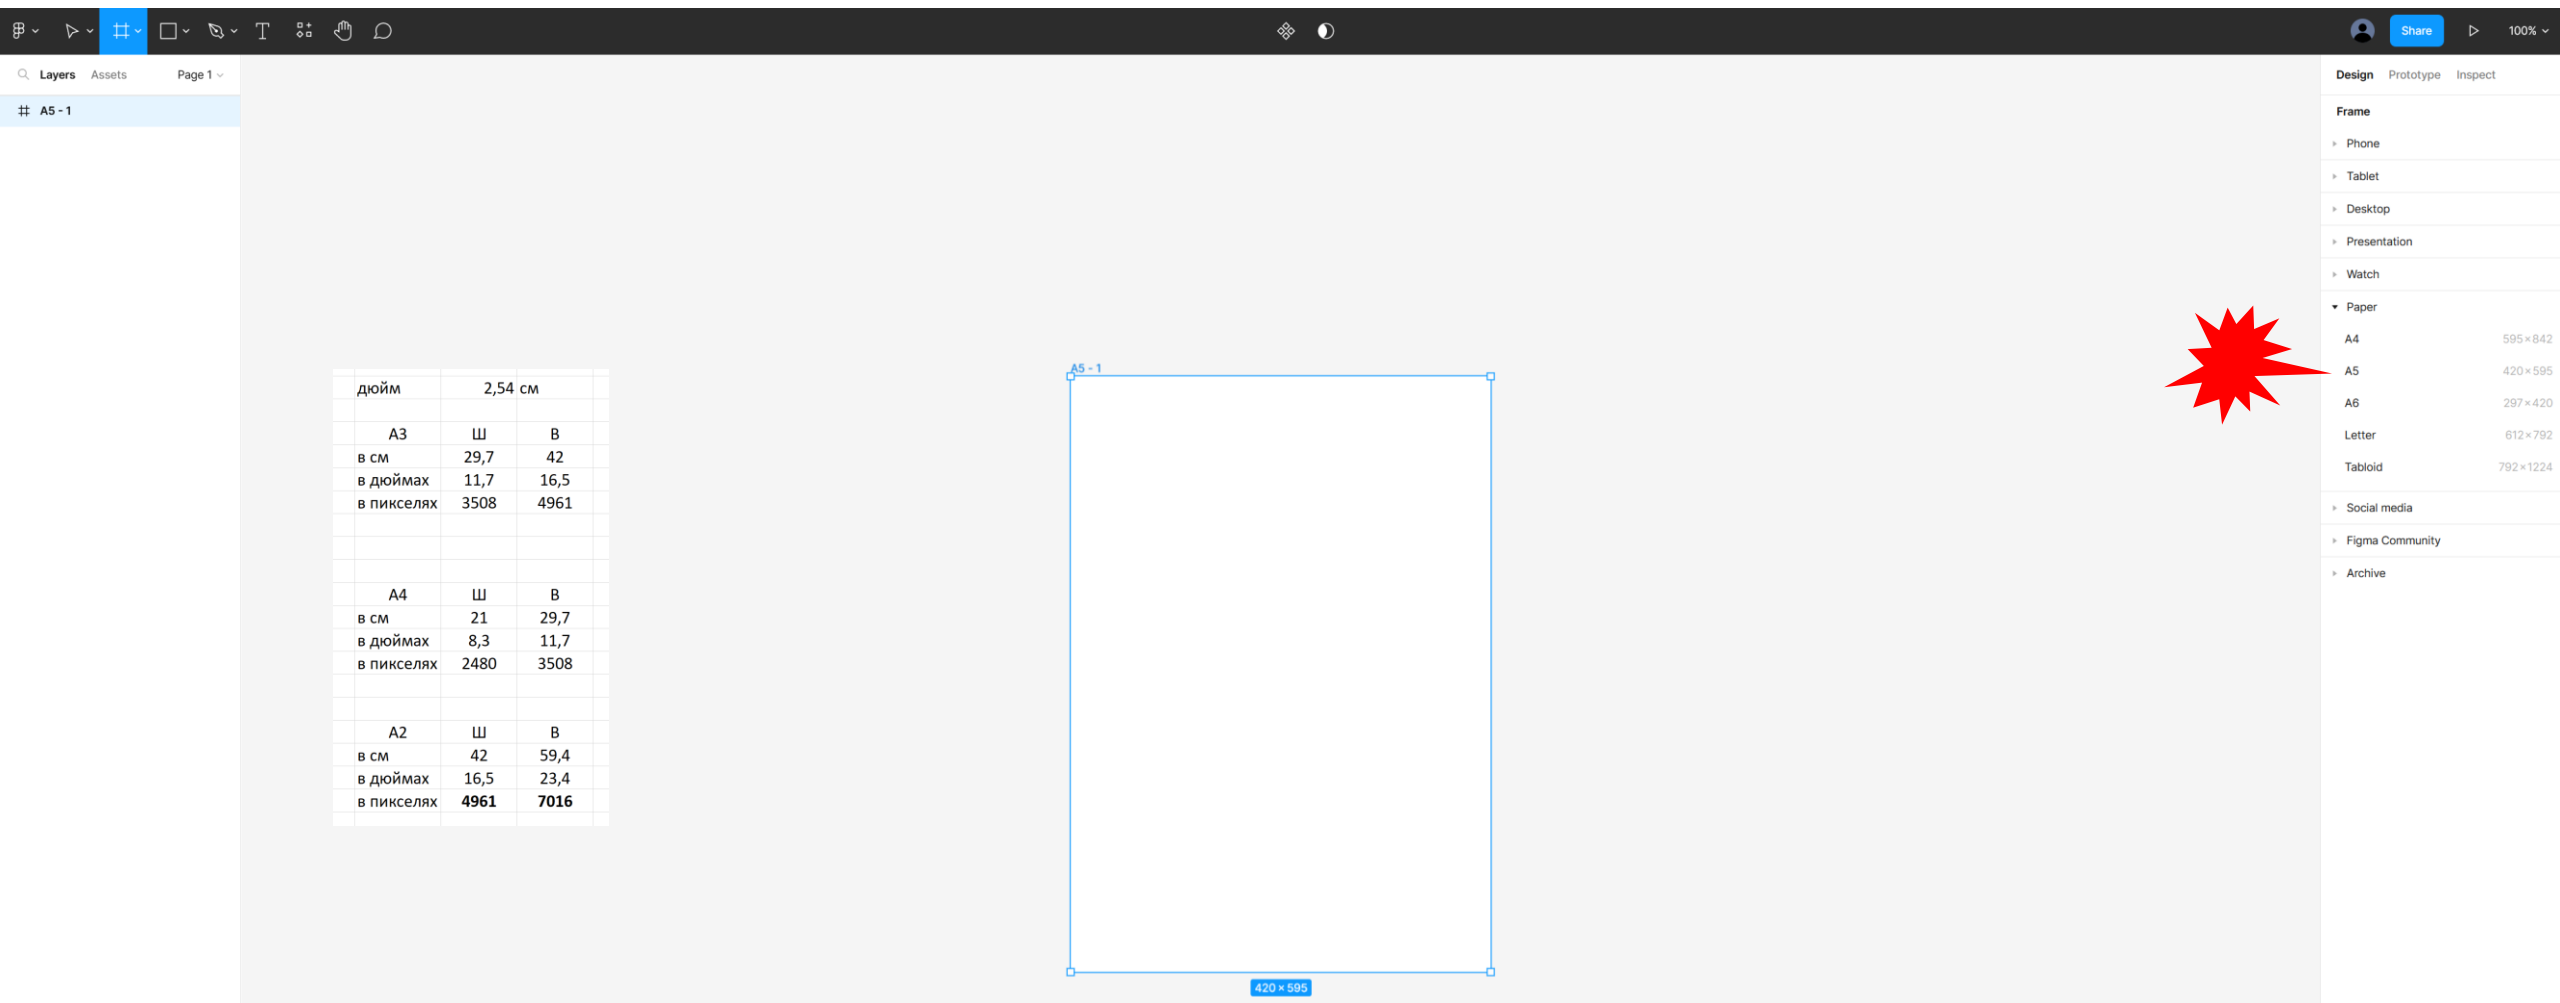 Share
100%
Layers Assets Page 1
A5 - 1
дюйм 2,54 см
А3 Ш В
в см 29,7 42
в дюймах 11,7 16,5
в пикселях 3508 4961
А4 Ш В
в см 21 29,7
в дюймах 8,3 11,7
в пикселях 2480 3508
А2 Ш В
в см 42 59,4
в дюймах 16,5 23,4
в пикселях 4961 7016
A5 - 1
420 × 595
Design Prototype Inspect
Frame
Phone
Tablet
Desktop
Presentation
Watch
Paper
A4 595×842
A5 420×595
A6 297×420
Letter 612×792
Tabloid 792×1224
Social media
Figma Community
Archive